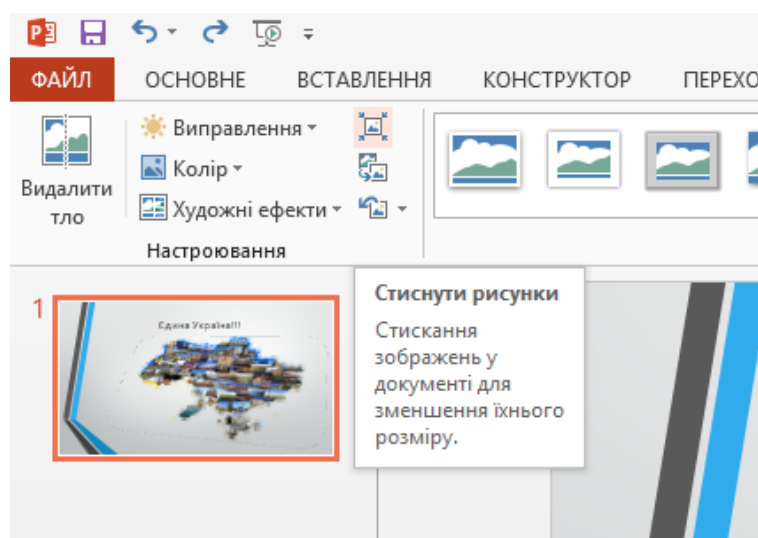 ФАЙЛ ОСНОВНЕ ВСТАВЛЕННЯ КОНСТРУКТОР ПЕРЕХО
Видалити
тло
Виправлення
Колір
Художні ефекти
Настроювання
1
Єдина Україна!!!
Стиснути рисунки
Стискання
зображень у
документі для
зменшення їхнього
розміру.